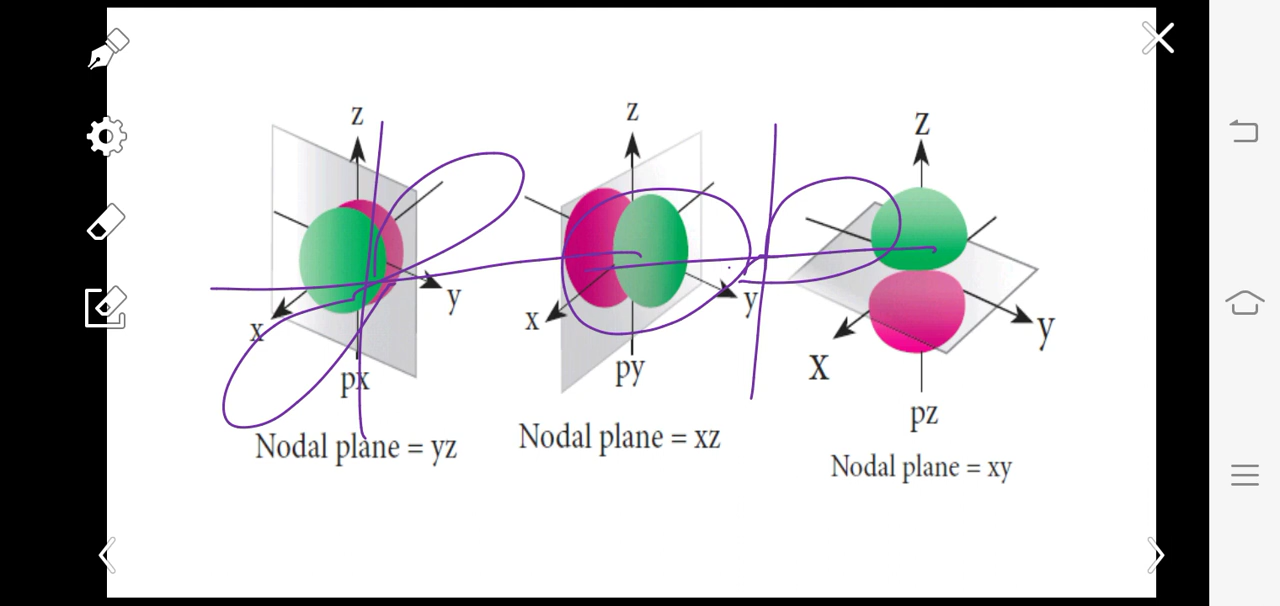 z
y
x
px
Nodal plane = yz
z
y
x
py
Nodal plane = xz
z
y
x
pz
Nodal plane = xy